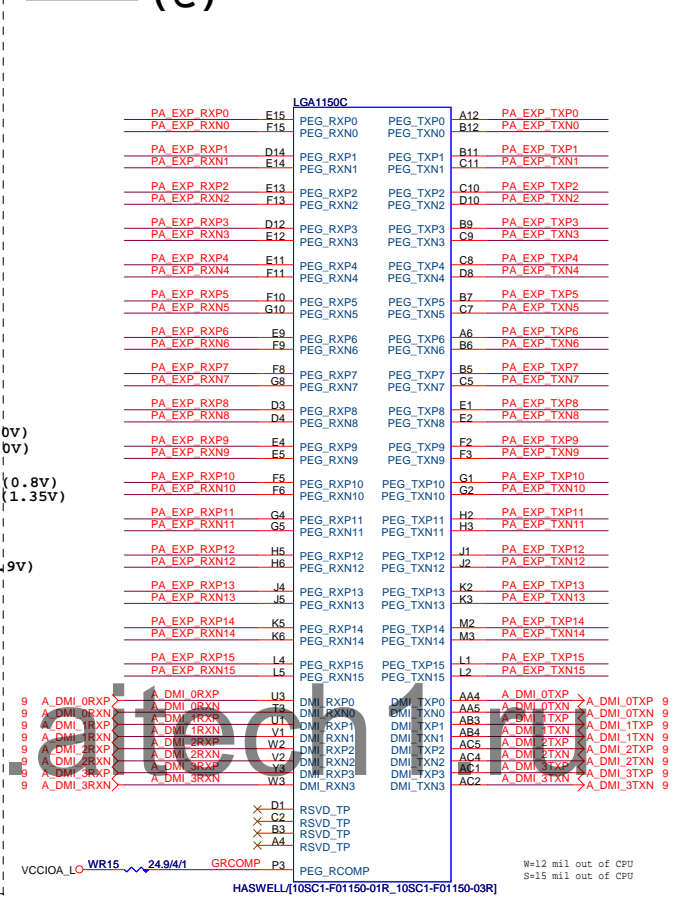 (C)
LGA1150C
PA_EXP_RXP0 E15 PEG_RXP0 PEG_TXP0 A12 PA_EXP_TXP0
PA_EXP_RXN0 F15 PEG_RXN0 PEG_TXN0 B12 PA_EXP_TXN0
PA_EXP_RXP1 D14 PEG_RXP1 PEG_TXP1 B11 PA_EXP_TXP1
PA_EXP_RXN1 E14 PEG_RXN1 PEG_TXN1 C11 PA_EXP_TXN1
PA_EXP_RXP2 E13 PEG_RXP2 PEG_TXP2 C10 PA_EXP_TXP2
PA_EXP_RXN2 F13 PEG_RXN2 PEG_TXN2 D10 PA_EXP_TXN2
PA_EXP_RXP3 D12 PEG_RXP3 PEG_TXP3 B9 PA_EXP_TXP3
PA_EXP_RXN3 E12 PEG_RXN3 PEG_TXN3 C9 PA_EXP_TXN3
PA_EXP_RXP4 E11 PEG_RXP4 PEG_TXP4 C8 PA_EXP_TXP4
PA_EXP_RXN4 F11 PEG_RXN4 PEG_TXN4 D8 PA_EXP_TXN4
PA_EXP_RXP5 F10 PEG_RXP5 PEG_TXP5 B7 PA_EXP_TXP5
PA_EXP_RXN5 G10 PEG_RXN5 PEG_TXN5 C7 PA_EXP_TXN5
PA_EXP_RXP6 E9 PEG_RXP6 PEG_TXP6 A6 PA_EXP_TXP6
PA_EXP_RXN6 F9 PEG_RXN6 PEG_TXN6 B6 PA_EXP_TXN6
PA_EXP_RXP7 F8 PEG_RXP7 PEG_TXP7 B5 PA_EXP_TXP7
PA_EXP_RXN7 G8 PEG_RXN7 PEG_TXN7 C5 PA_EXP_TXN7
PA_EXP_RXP8 D3 PEG_RXP8 PEG_TXP8 E1 PA_EXP_TXP8
PA_EXP_RXN8 D4 PEG_RXN8 PEG_TXN8 E2 PA_EXP_TXN8
0V)
PA_EXP_RXP9 E4 PEG_RXP9 PEG_TXP9 F2 PA_EXP_TXP9
0V)
PA_EXP_RXN9 E5 PEG_RXN9 PEG_TXN9 F3 PA_EXP_TXN9
(0.8V)
PA_EXP_RXP10 F5 PEG_RXP10 PEG_TXP10 G1 PA_EXP_TXP10
(1.35V)
PA_EXP_RXN10 F6 PEG_RXN10 PEG_TXN10 G2 PA_EXP_TXN10
PA_EXP_RXP11 G4 PEG_RXP11 PEG_TXP11 H2 PA_EXP_TXP11
PA_EXP_RXN11 G5 PEG_RXN11 PEG_TXN11 H3 PA_EXP_TXN11
PA_EXP_RXP12 H5 PEG_RXP12 PEG_TXP12 J1 PA_EXP_TXP12
9V)
PA_EXP_RXN12 H6 PEG_RXN12 PEG_TXN12 J2 PA_EXP_TXN12
PA_EXP_RXP13 J4 PEG_RXP13 PEG_TXP13 K2 PA_EXP_TXP13
PA_EXP_RXN13 J5 PEG_RXN13 PEG_TXN13 K3 PA_EXP_TXN13
PA_EXP_RXP14 K5 PEG_RXP14 PEG_TXP14 M2 PA_EXP_TXP14
PA_EXP_RXN14 K6 PEG_RXN14 PEG_TXN14 M3 PA_EXP_TXN14
PA_EXP_RXP15 L4 PEG_RXP15 PEG_TXP15 L1 PA_EXP_TXP15
PA_EXP_RXN15 L5 PEG_RXN15 PEG_TXN15 L2 PA_EXP_TXN15
9 A_DMI_0RXP A_DMI_0RXP U3 DMI_RXP0 DMI_TXP0 AA4 A_DMI_0TXP A_DMI_0TXP 9
9 A_DMI_0RXN A_DMI_0RXN T3 DMI_RXN0 DMI_TXN0 AA5 A_DMI_0TXN A_DMI_0TXN 9
9 A_DMI_1RXP A_DMI_1RXP U1 DMI_RXP1 DMI_TXP1 AB3 A_DMI_1TXP A_DMI_1TXP 9
9 A_DMI_1RXN A_DMI_1RXN V1 DMI_RXN1 DMI_TXN1 AB4 A_DMI_1TXN A_DMI_1TXN 9
9 A_DMI_2RXP A_DMI_2RXP W2 DMI_RXP2 DMI_TXP2 AC5 A_DMI_2TXP A_DMI_2TXP 9
9 A_DMI_2RXN A_DMI_2RXN V2 DMI_RXN2 DMI_TXN2 AC4 A_DMI_2TXN A_DMI_2TXN 9
9 A_DMI_3RXP A_DMI_3RXP Y3 DMI_RXP3 DMI_TXP3 AC1 A_DMI_3TXP A_DMI_3TXP 9
9 A_DMI_3RXN A_DMI_3RXN W3 DMI_RXN3 DMI_TXN3 AC2 A_DMI_3TXN A_DMI_3TXN 9
.aitech1.ru
D1 RSVD_TP
C2 RSVD_TP
B3 RSVD_TP
A4 RSVD_TP
VCCIOA_L WR15 24.9/4/1 GRCOMP P3 PEG_RCOMP
W=12 mil out of CPU
S=15 mil out of CPU
HASWELL/[10SC1-F01150-01R_10SC1-F01150-03R]